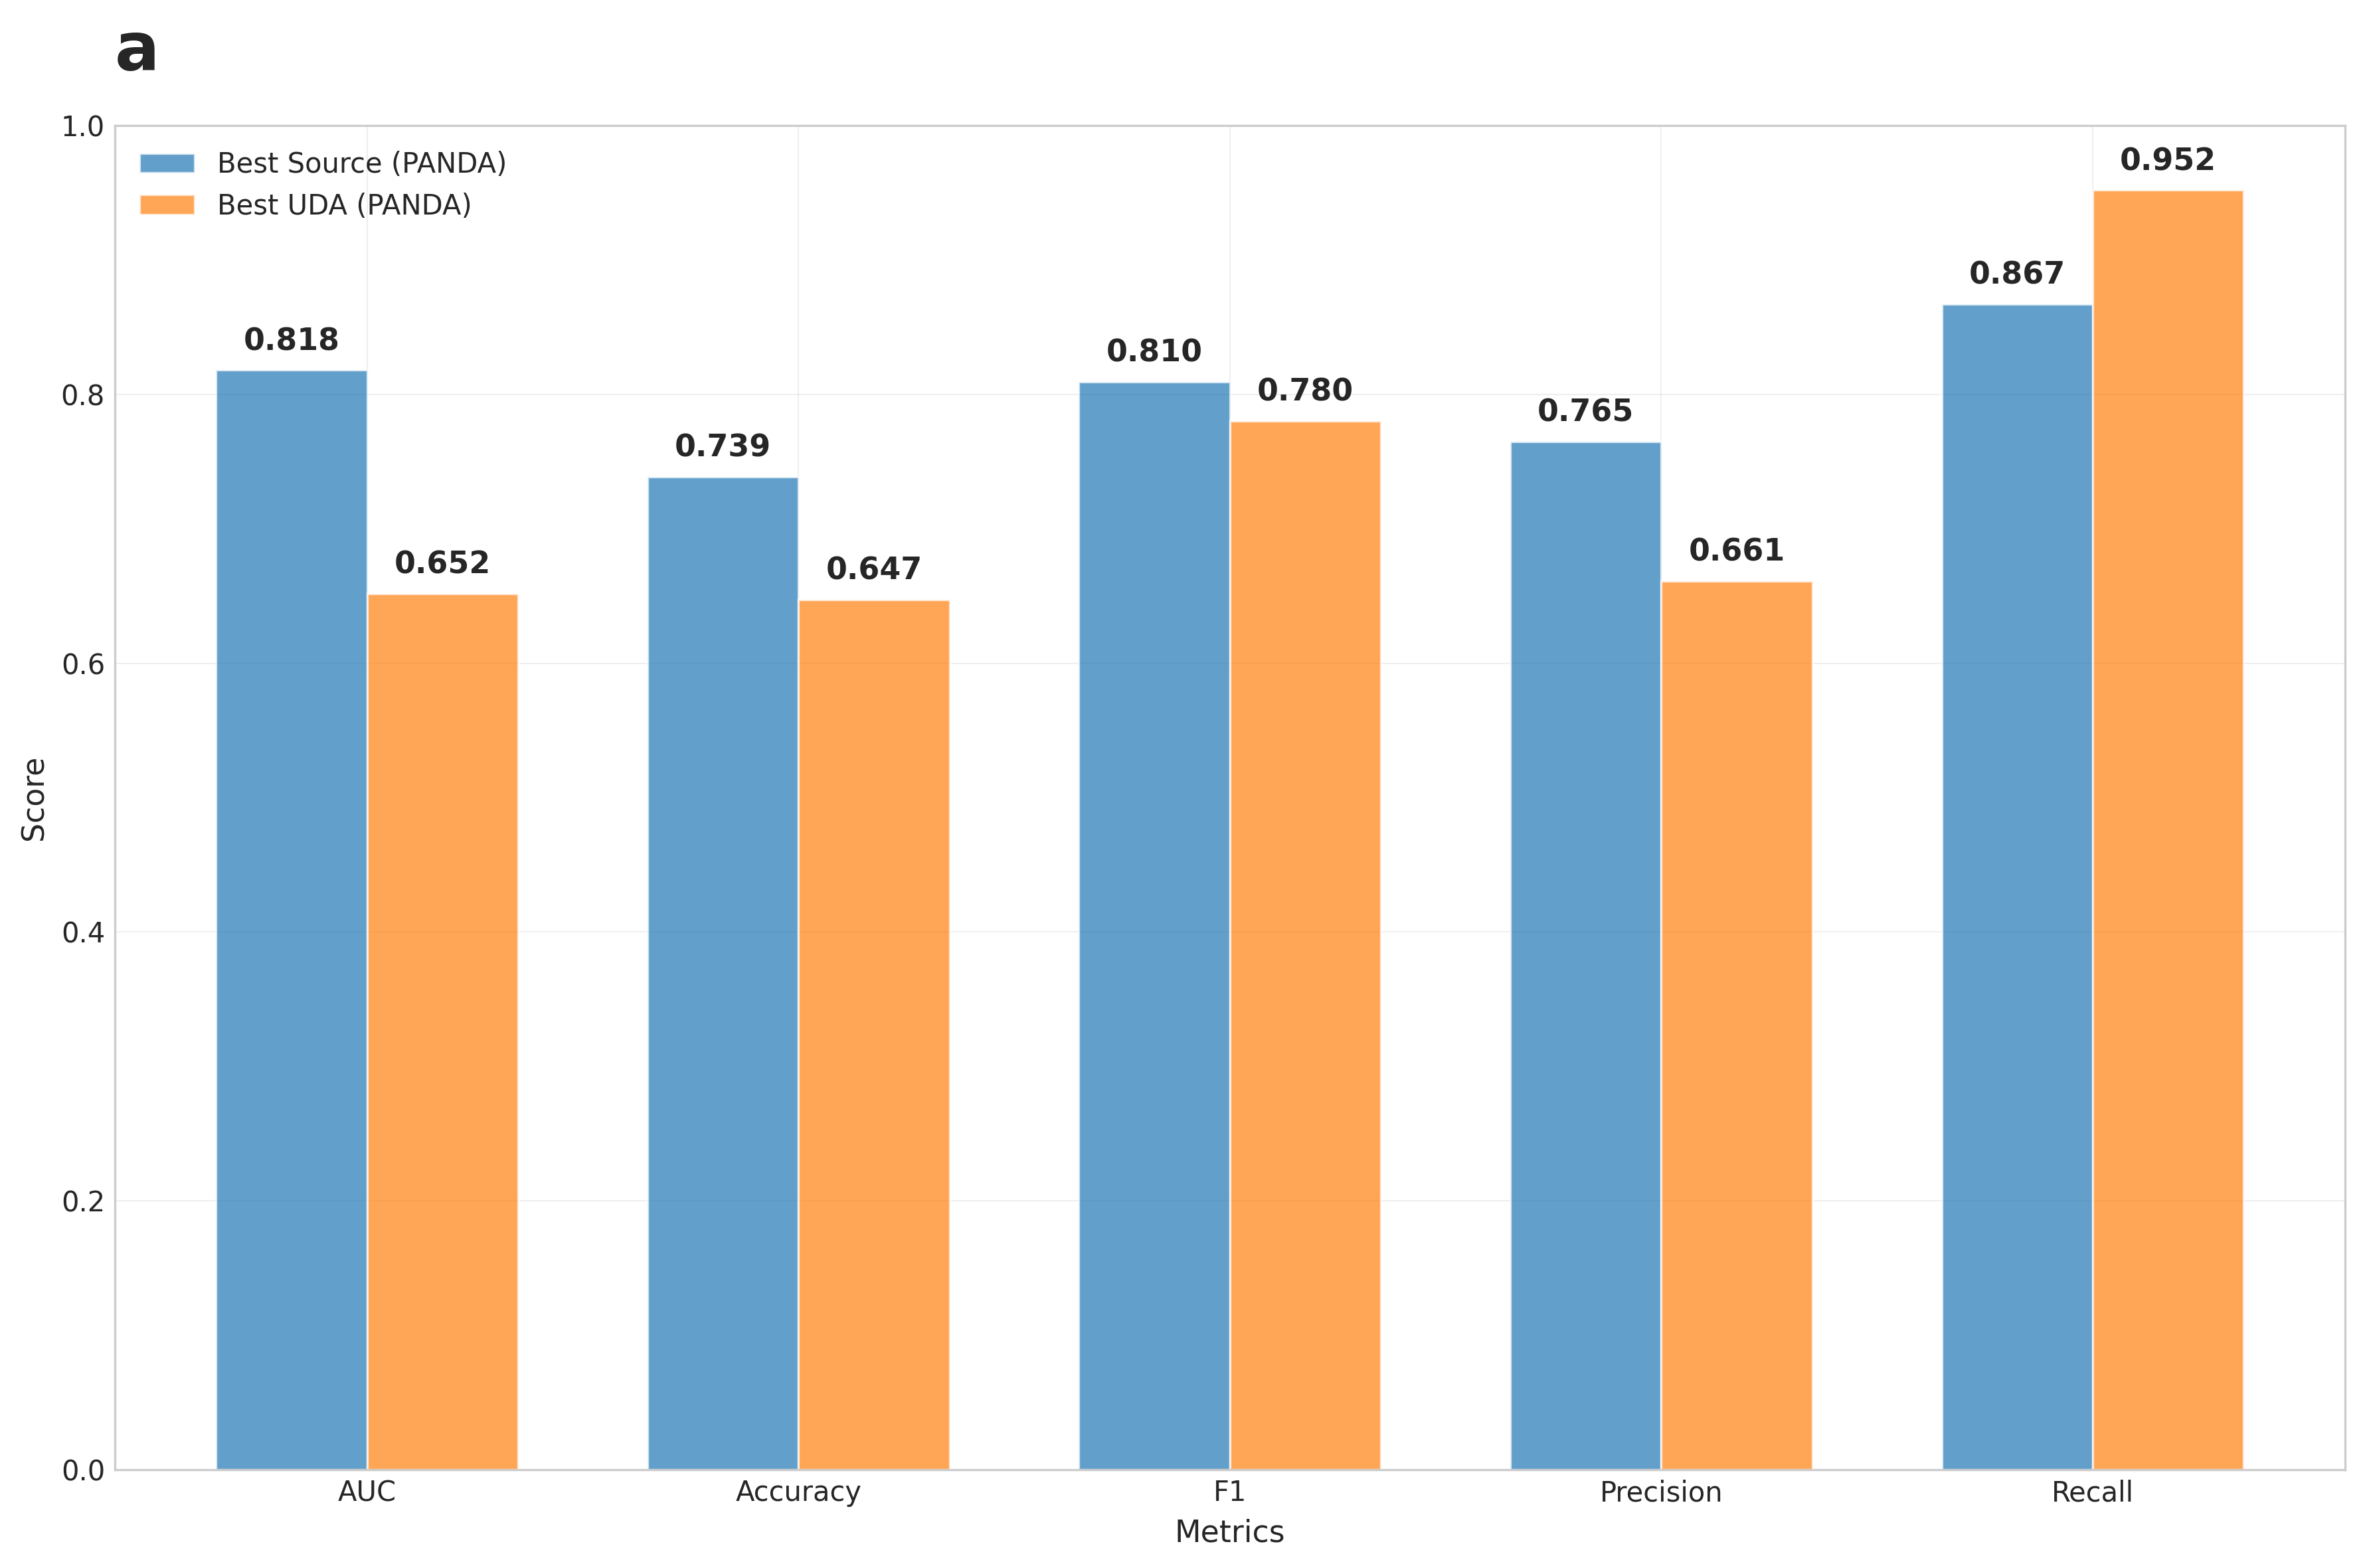 a
1.0
0.8
0.6
0.4
0.2
0.0
Score
Best Source (PANDA)
Best UDA (PANDA)
0.818
0.652
0.739
0.647
0.810
0.780
0.765
0.661
0.867
0.952
AUC
Accuracy
F1
Precision
Recall
Metrics